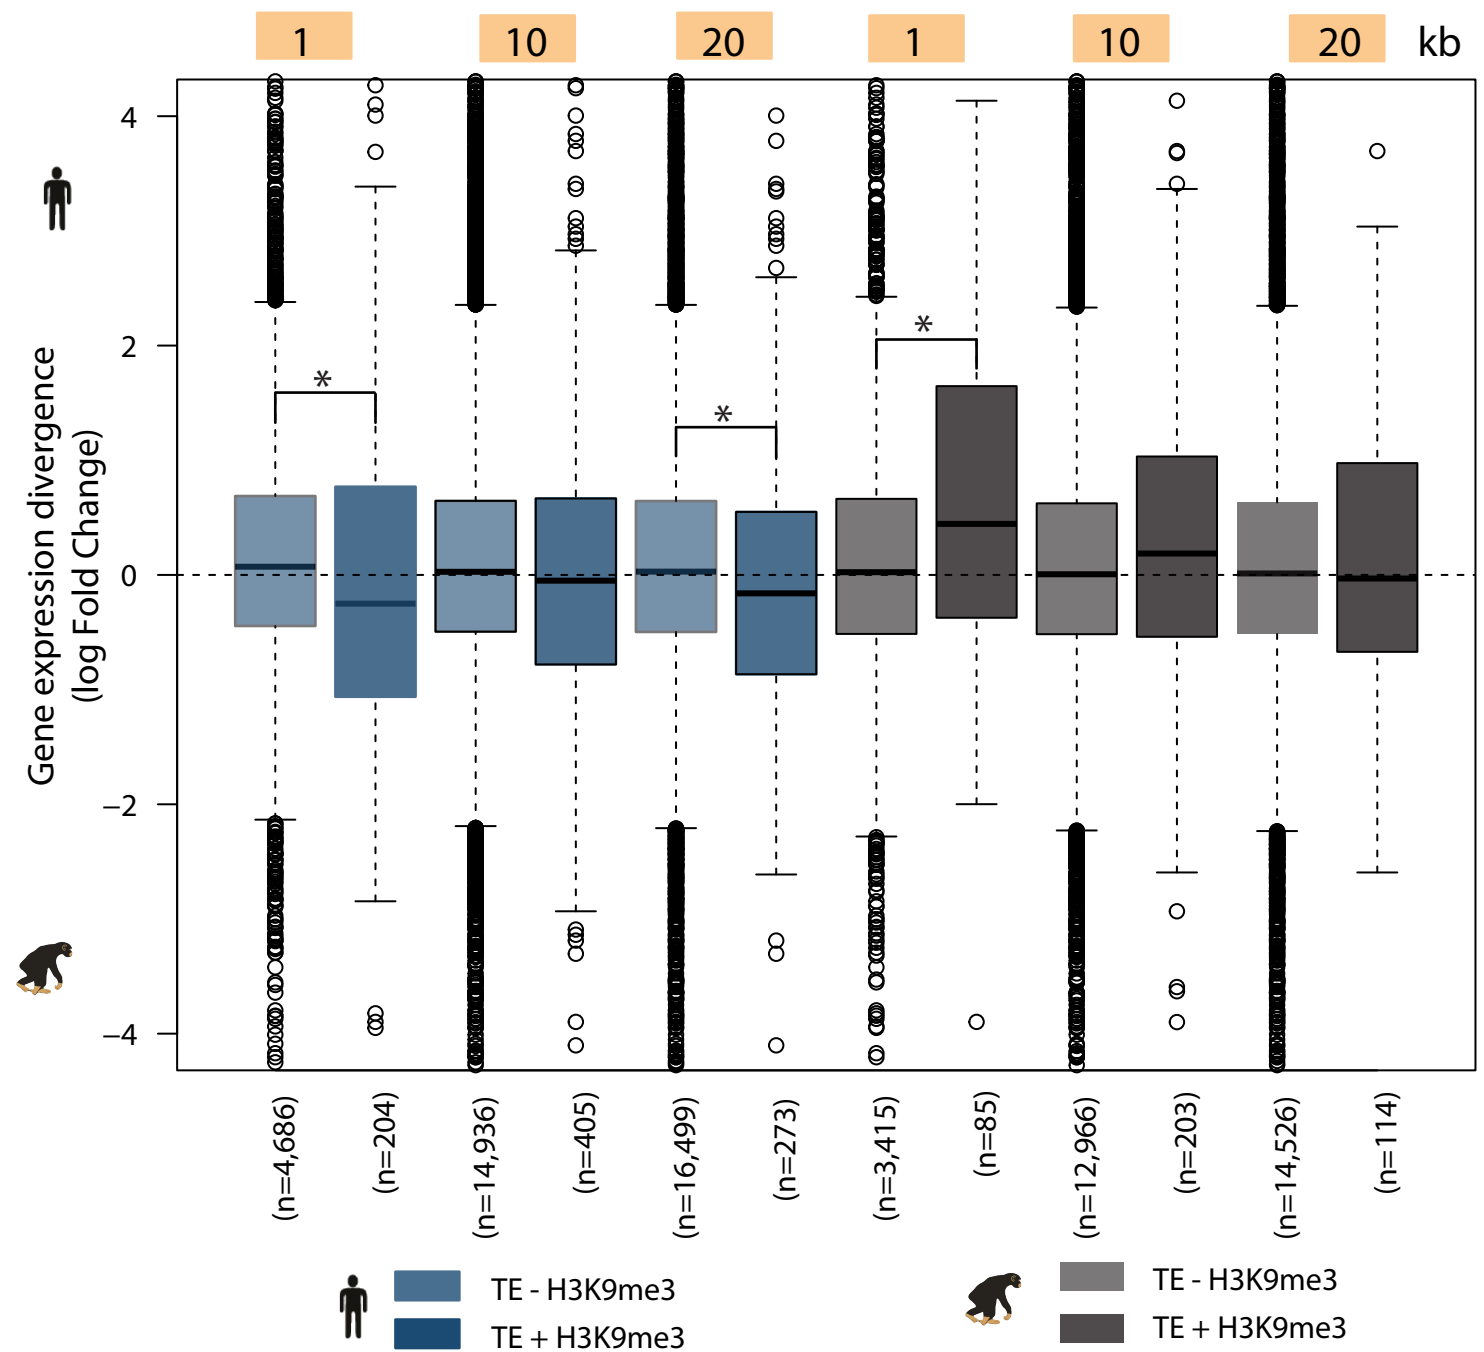 1 10 20 1 10 20 kb
4
2
0
−2
−4
Gene expression divergence
(log Fold Change)
* * *
(n=4,686)
(n=204)
(n=14,936)
(n=405)
(n=16,499)
(n=273)
(n=3,415)
(n=85)
(n=12,966)
(n=203)
(n=14,526)
(n=114)
TE - H3K9me3
TE + H3K9me3
TE - H3K9me3
TE + H3K9me3